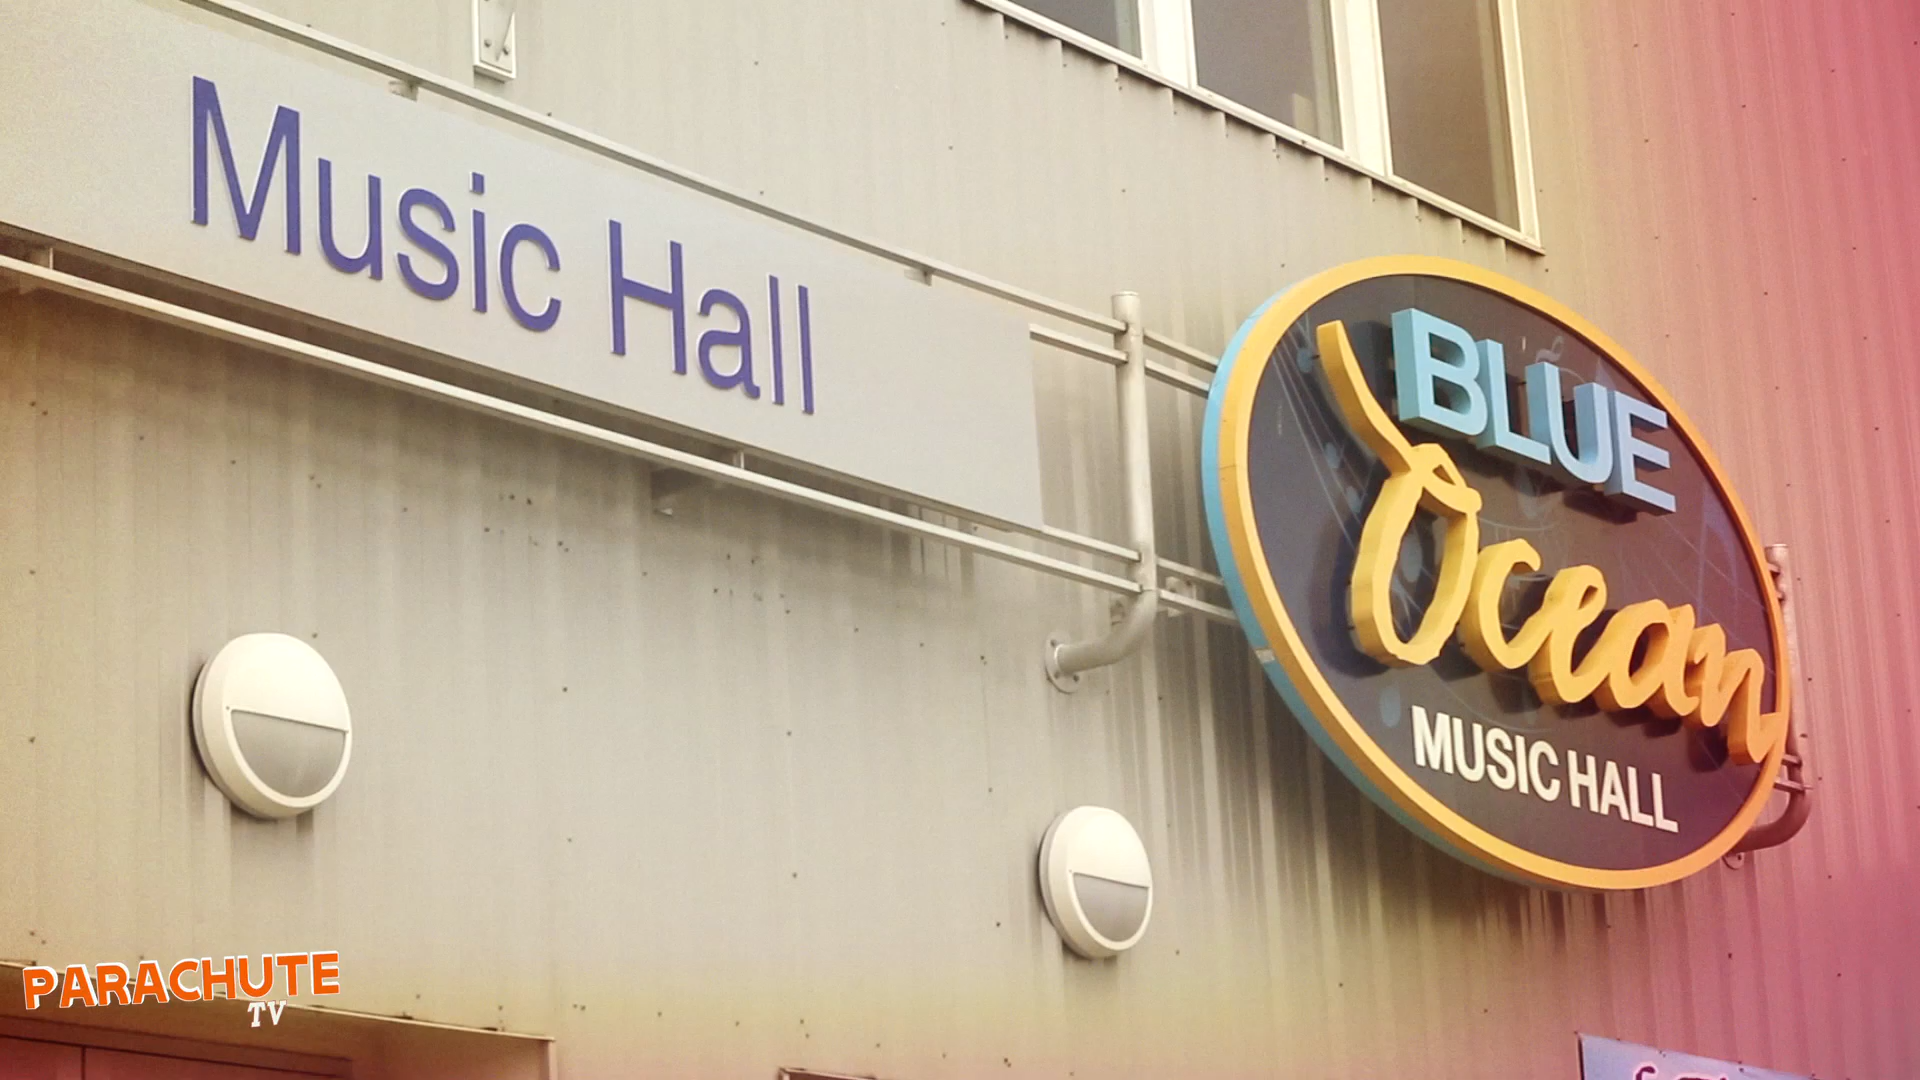 Music Hall
BLUE
Ocean
MUSIC HALL
PARACHUTE
TV